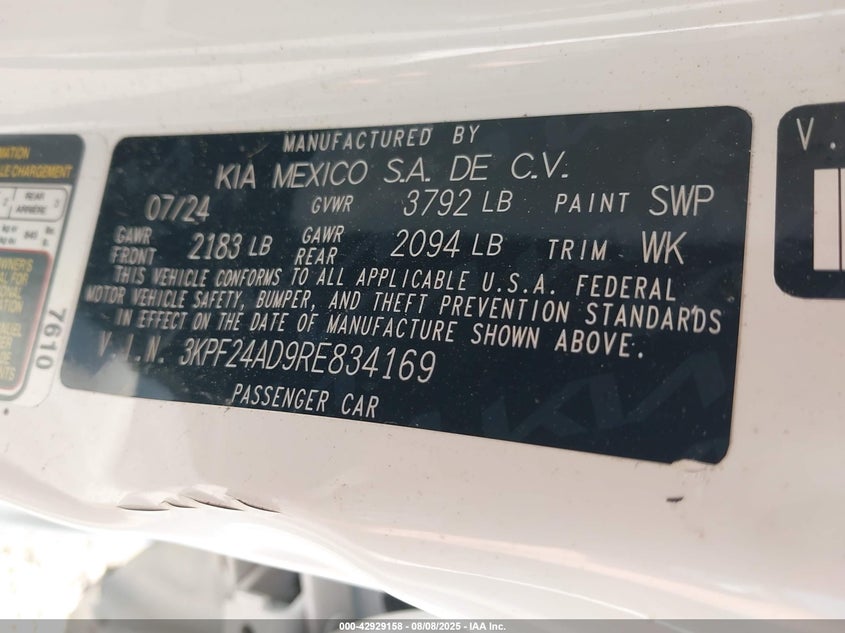 MANUFACTURED BY
KIA MEXICO S.A. DE C.V.
07/24 GVWR 3792 LB PAINT SWP
GAWR FRONT 2183 LB GAWR REAR 2094 LB TRIM WK
THIS VEHICLE CONFORMS TO ALL APPLICABLE U.S.A. FEDERAL
MOTOR VEHICLE SAFETY, BUMPER, AND THEFT PREVENTION STANDARDS
IN EFFECT ON THE DATE OF MANUFACTURE SHOWN ABOVE.
V.I.N. 3KPF24AD9RE834169
PASSENGER CAR
REAR
ARRIÈRE
3
7610
V.
000-42929158 - 08/08/2025 - IAA Inc.